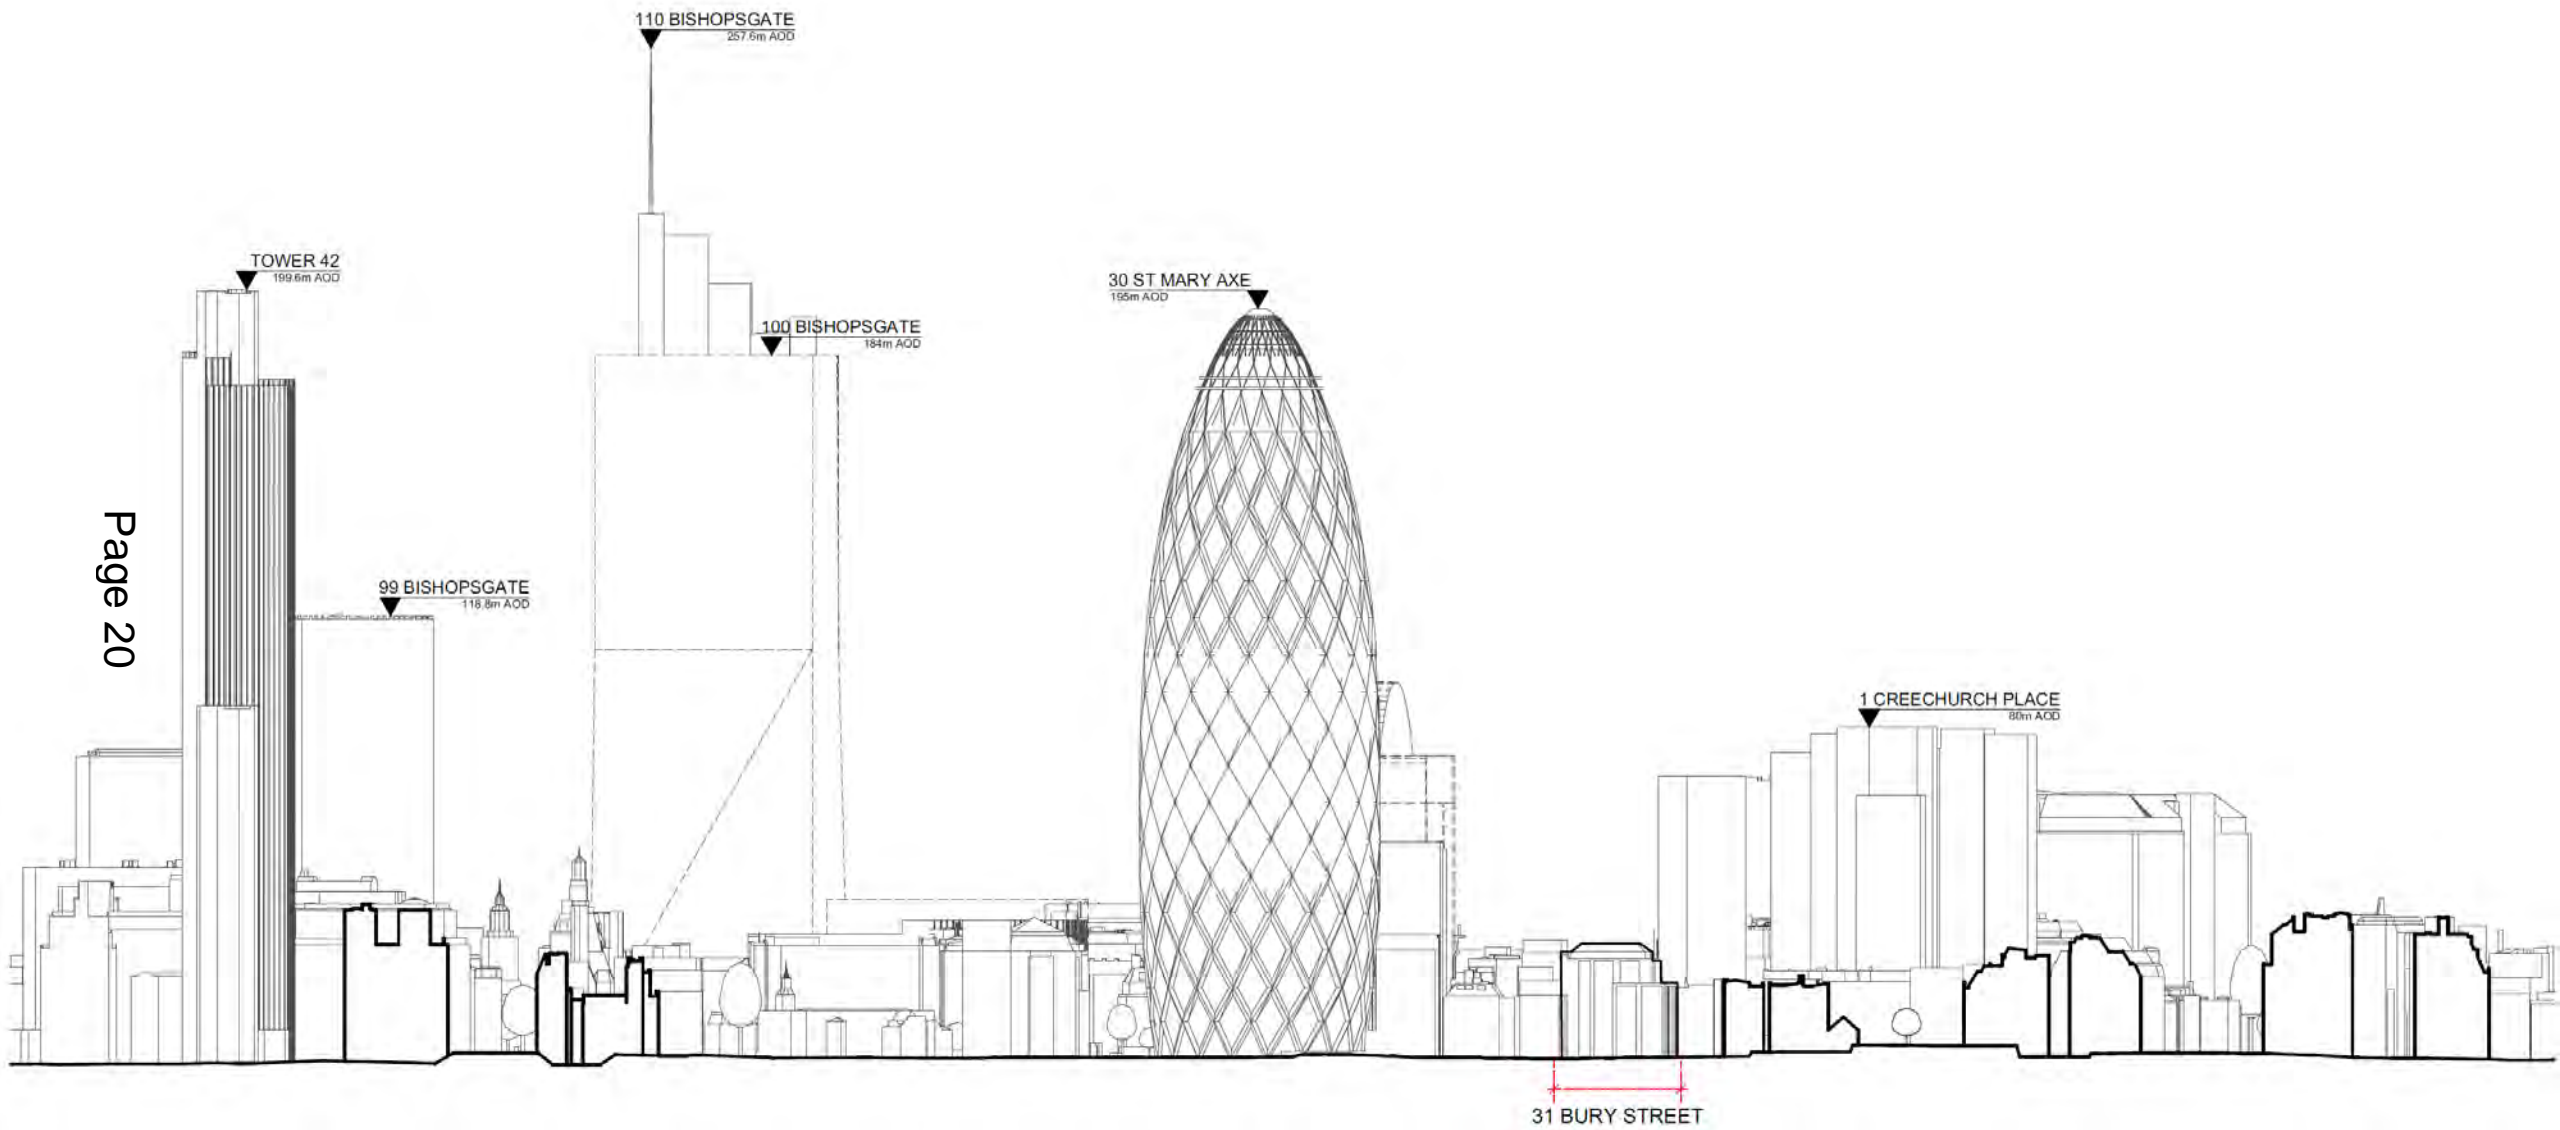 110 BISHOPSGATE
257.6m AOD
TOWER 42
199.6m AOD
30 ST MARY AXE
195m AOD
100 BISHOPSGATE
184m AOD
Page 20
99 BISHOPSGATE
118.8m AOD
1 CREECHURCH PLACE
80m AOD
31 BURY STREET